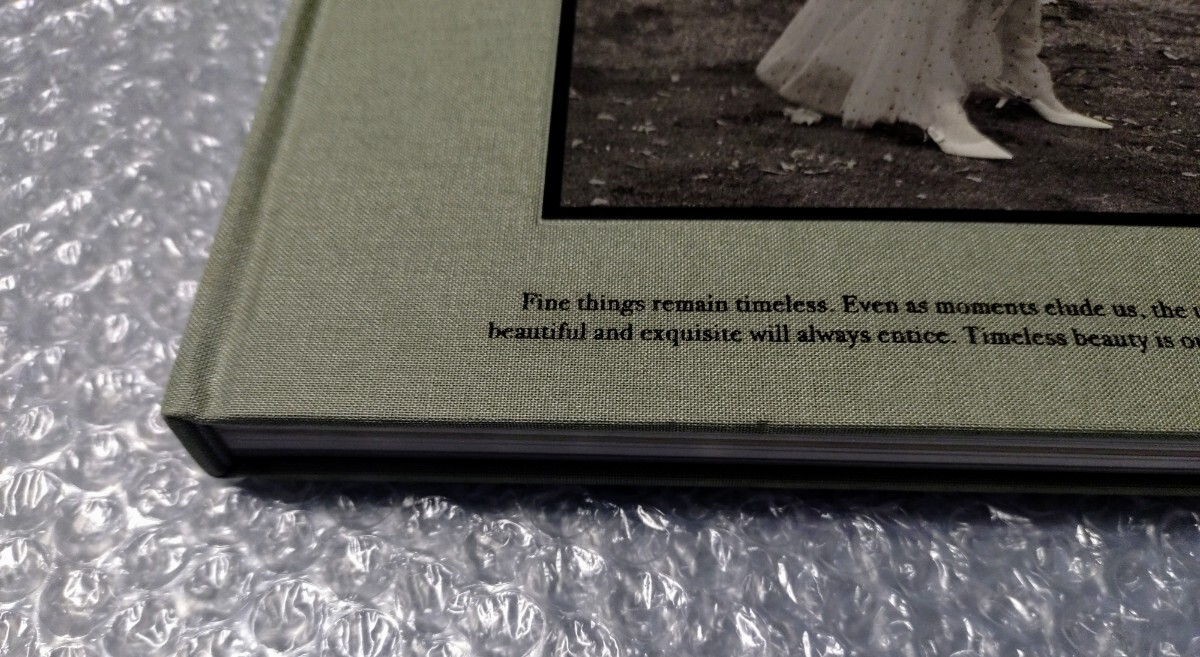 Fine things remain timeless. Even as moments elude us, the
beautiful and exquisite will always entice. Timeless beauty is